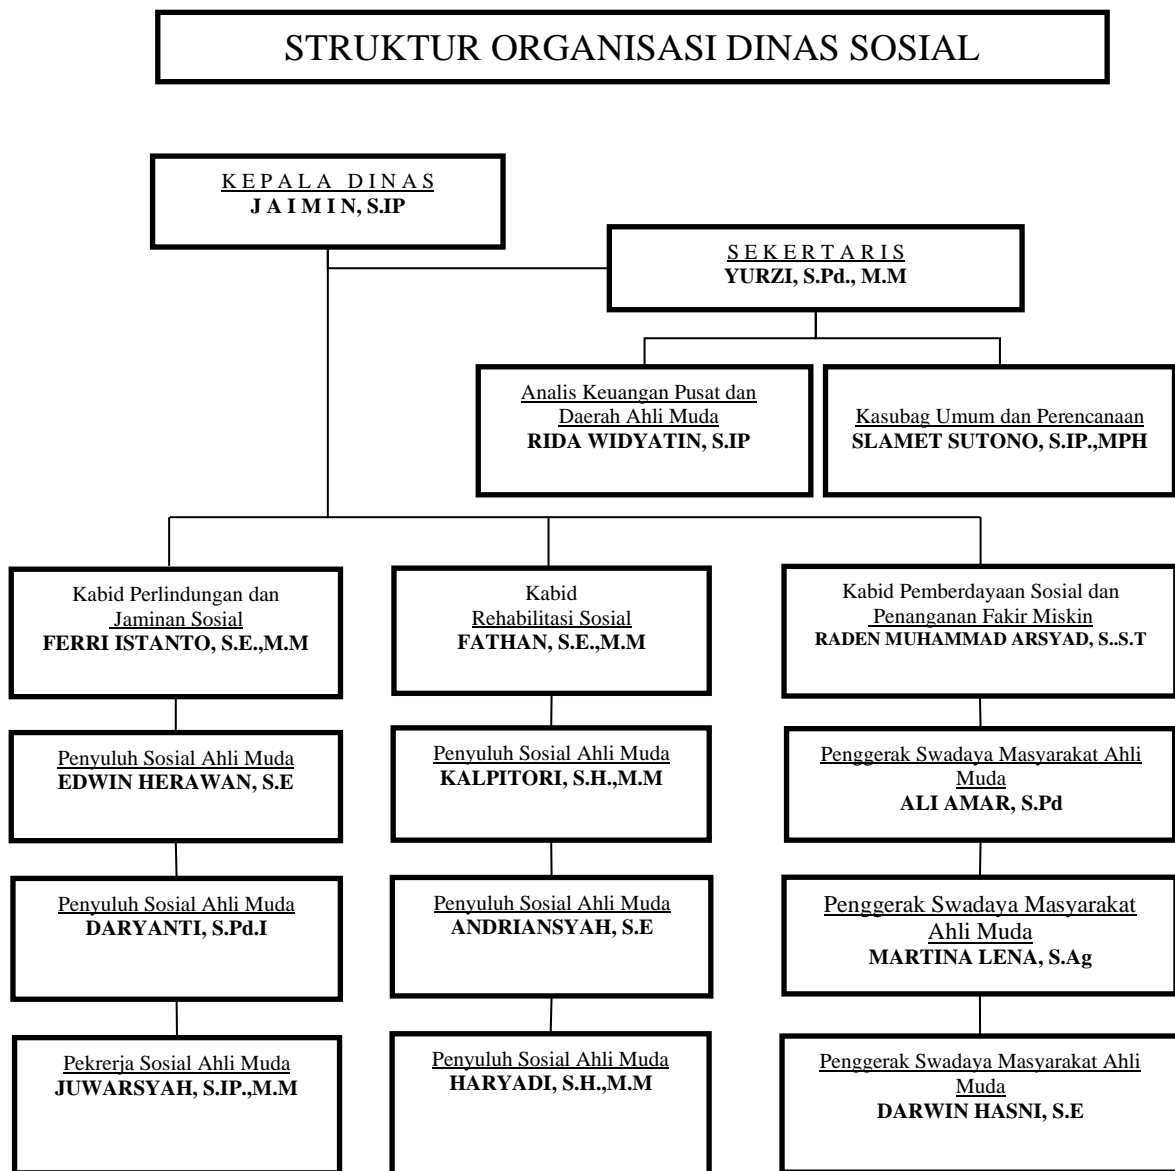 STRUKTUR ORGANISASI DINAS SOSIAL
K E P A L A D I N A S
J A I M I N, S.IP
S E K E R T A R I S
YURZI, S.Pd., M.M
Analis Keuangan Pusat dan
Daerah Ahli Muda
RIDA WIDYATIN, S.IP
Kasubag Umum dan Perencanaan
SLAMET SUTONO, S.IP.,MPH
Kabid Perlindungan dan
Jaminan Sosial
FERRI ISTANTO, S.E.,M.M
Kabid
Rehabilitasi Sosial
FATHAN, S.E.,M.M
Kabid Pemberdayaan Sosial dan
Penanganan Fakir Miskin
RADEN MUHAMMAD ARSYAD, S..S.T
Penyuluh Sosial Ahli Muda
EDWIN HERAWAN, S.E
Penyuluh Sosial Ahli Muda
KALPITORI, S.H.,M.M
Penggerak Swadaya Masyarakat Ahli
Muda
ALI AMAR, S.Pd
Penyuluh Sosial Ahli Muda
DARYANTI, S.Pd.I
Penyuluh Sosial Ahli Muda
ANDRIANSYAH, S.E
Penggerak Swadaya Masyarakat
Ahli Muda
MARTINA LENA, S.Ag
Pekrerja Sosial Ahli Muda
JUWARSYAH, S.IP.,M.M
Penyuluh Sosial Ahli Muda
HARYADI, S.H.,M.M
Penggerak Swadaya Masyarakat Ahli
Muda
DARWIN HASNI, S.E